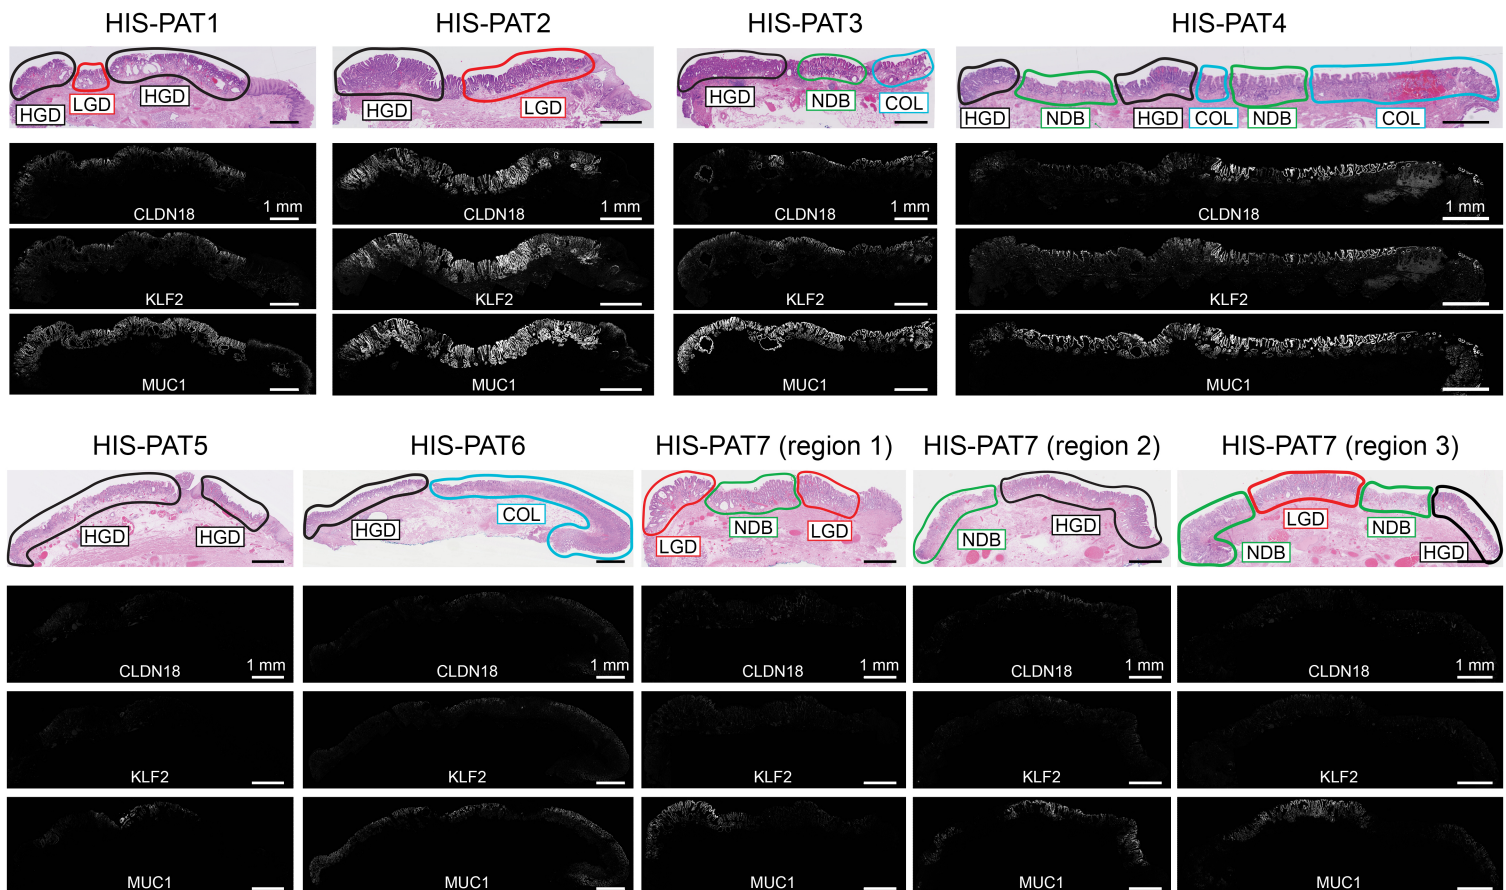 HIS-PAT1
HIS-PAT2
HIS-PAT3
HIS-PAT4
HGD
LGD
HGD
HGD
LGD
HGD
NDB
COL
HGD
NDB
HGD
COL
NDB
COL
1 mm
CLDN18
1 mm
CLDN18
1 mm
CLDN18
1 mm
CLDN18
KLF2
KLF2
KLF2
KLF2
MUC1
MUC1
MUC1
MUC1
HIS-PAT5
HIS-PAT6
HIS-PAT7 (region 1)
HIS-PAT7 (region 2)
HIS-PAT7 (region 3)
HGD
HGD
HGD
COL
LGD
NDB
LGD
NDB
HGD
NDB
LGD
NDB
HGD
1 mm
CLDN18
1 mm
CLDN18
1 mm
CLDN18
1 mm
CLDN18
1 mm
CLDN18
KLF2
KLF2
KLF2
KLF2
KLF2
MUC1
MUC1
MUC1
MUC1
MUC1